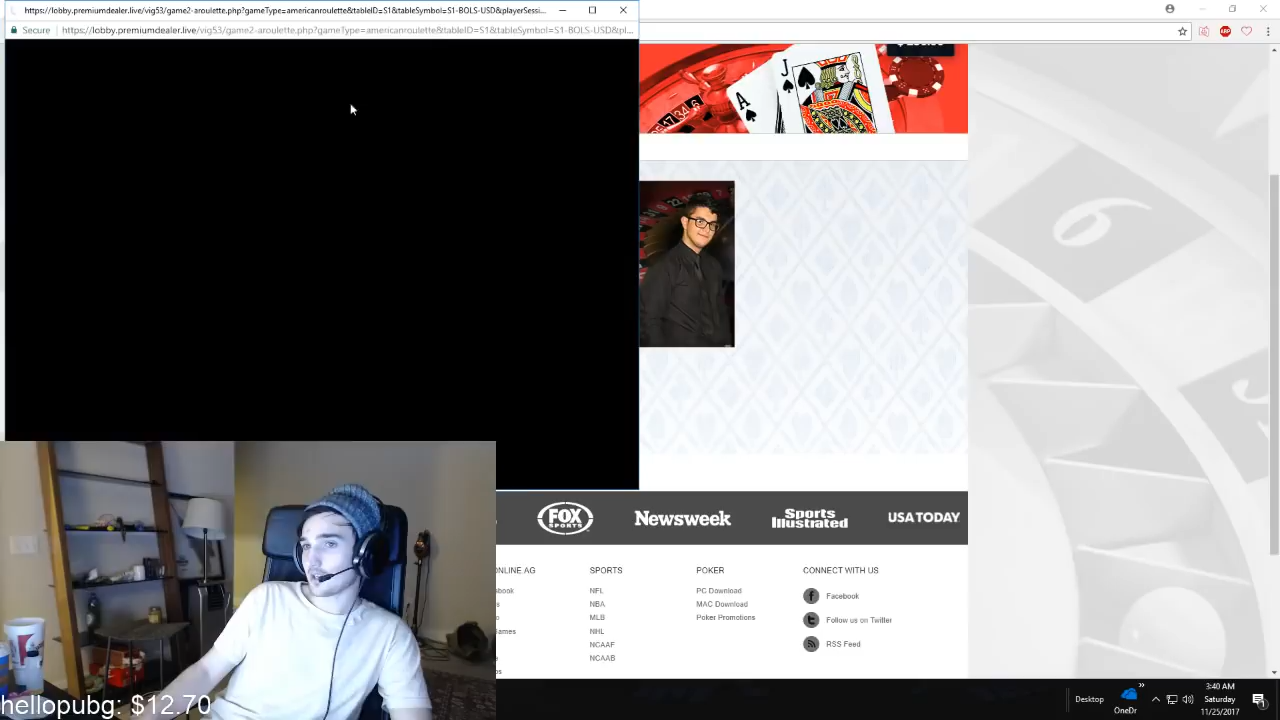 https://lobby.premiumdealer.live/vig53/game2-aroulette.php?gameType=americanroulette&tableID=S1&tableSymbol=S1-BOLS-USD&playerSessi...
Secure https://lobby.premiumdealer.live/vig53/game2-aroulette.php?gameType=americanroulette&tableID=S1&tableSymbol=S1-BOLS-USD&pl...
ABP
A
J
FOX
SPORTS
Newsweek
Sports
Illustrated
USA TODAY
ONLINE AG
SPORTS
NFL
NBA
MLB
NHL
NCAAF
NCAAB
POKER
PC Download
MAC Download
Poker Promotions
CONNECT WITH US
Facebook
Follow us on Twitter
RSS Feed
hellopubg: $12.70
Desktop
OneDr
3:40 AM
Saturday
11/25/2017